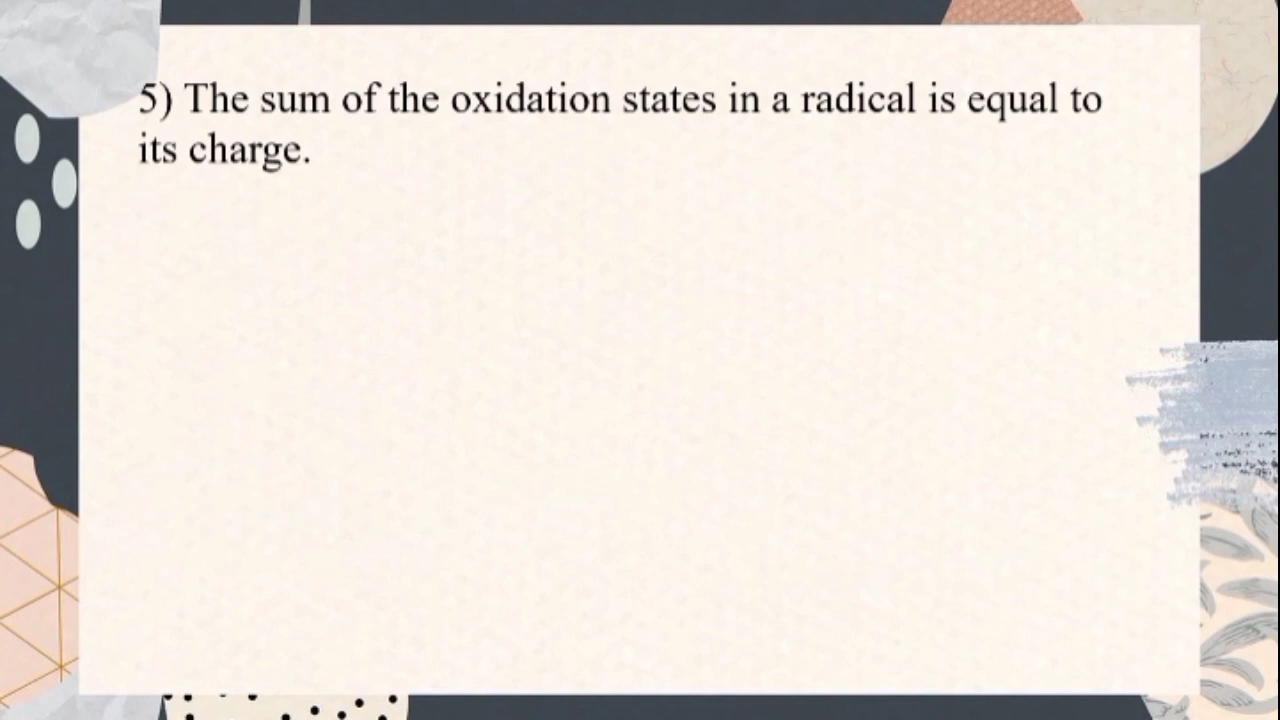 5) The sum of the oxidation states in a radical is equal to
its charge.